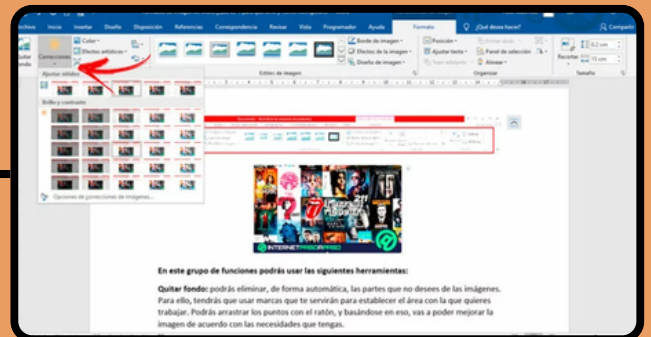 Archivo Inicio Insertar Diseño Disposición Referencias Correspondencia Revisar Vista Programador Ayuda Formato ¿Qué desea hacer? Compartir
Correcciones
Color
Efectos artísticos
Borde de imagen
Efectos de la imagen
Diseño de imagen
Posición
Ajustar texto
Panel de selección
Alinear
Recortar
8,2 cm
15 cm
Estilos de imagen
Organizar
Tamaño
Ajustar nitidez
Brillo y contraste
Opciones de correcciones de imágenes...
INTERNETPASOAPASO
En este grupo de funciones podrás usar las siguientes herramientas:
Quitar fondo: podrás eliminar, de forma automática, las partes que no desees de las imágenes.
Para ello, tendrás que usar marcas que te servirán para establecer el área con la que quieres
trabajar. Podrás arrastrar los puntos con el ratón, y basándose en eso, vas a poder mejorar la
imagen de acuerdo con las necesidades que tengas.